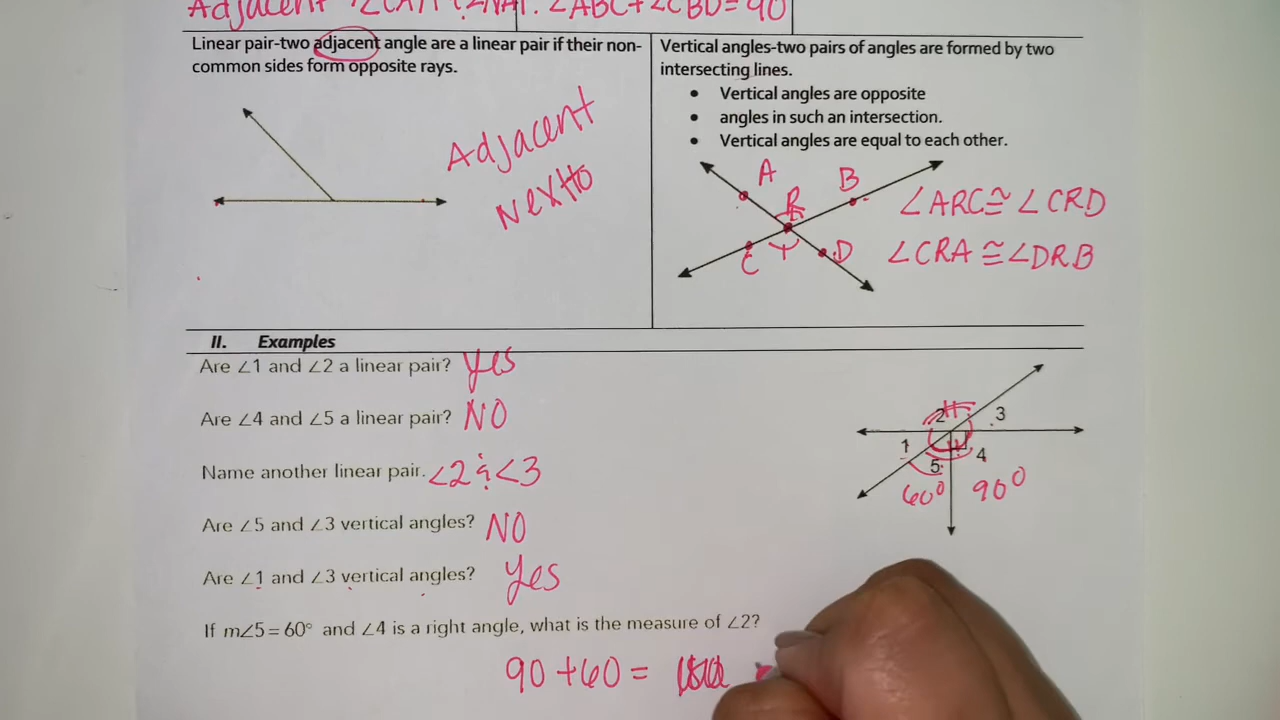 Adjacent ∠ABC+∠CBD=90
Linear pair-two adjacent angle are a linear pair if their non-
common sides form opposite rays.
Adjacent
Next to
Vertical angles-two pairs of angles are formed by two
intersecting lines.
• Vertical angles are opposite
• angles in such an intersection.
• Vertical angles are equal to each other.
A
B
R
C
D
∠ARC≅∠CRD
∠CRA≅∠DRB
II. Examples
Are ∠1 and ∠2 a linear pair? Yes
Are ∠4 and ∠5 a linear pair? NO
Name another linear pair. ∠2 & ∠3
Are ∠5 and ∠3 vertical angles? NO
Are ∠1 and ∠3 vertical angles? Yes
2
3
1
4
5
60°
90°
If m∠5=60° and ∠4 is a right angle, what is the measure of ∠2?
90+60=